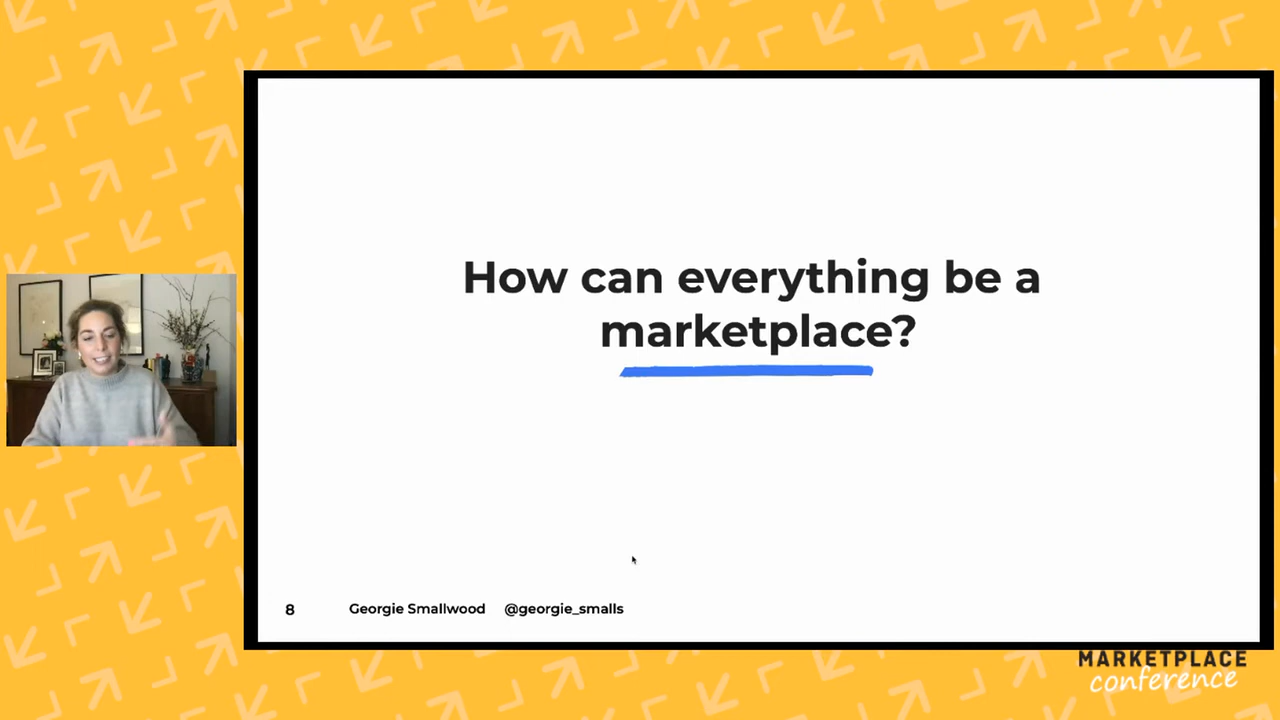 How can everything be a
marketplace?
8 Georgie Smallwood @georgie_smalls
MARKETPLACE
conference